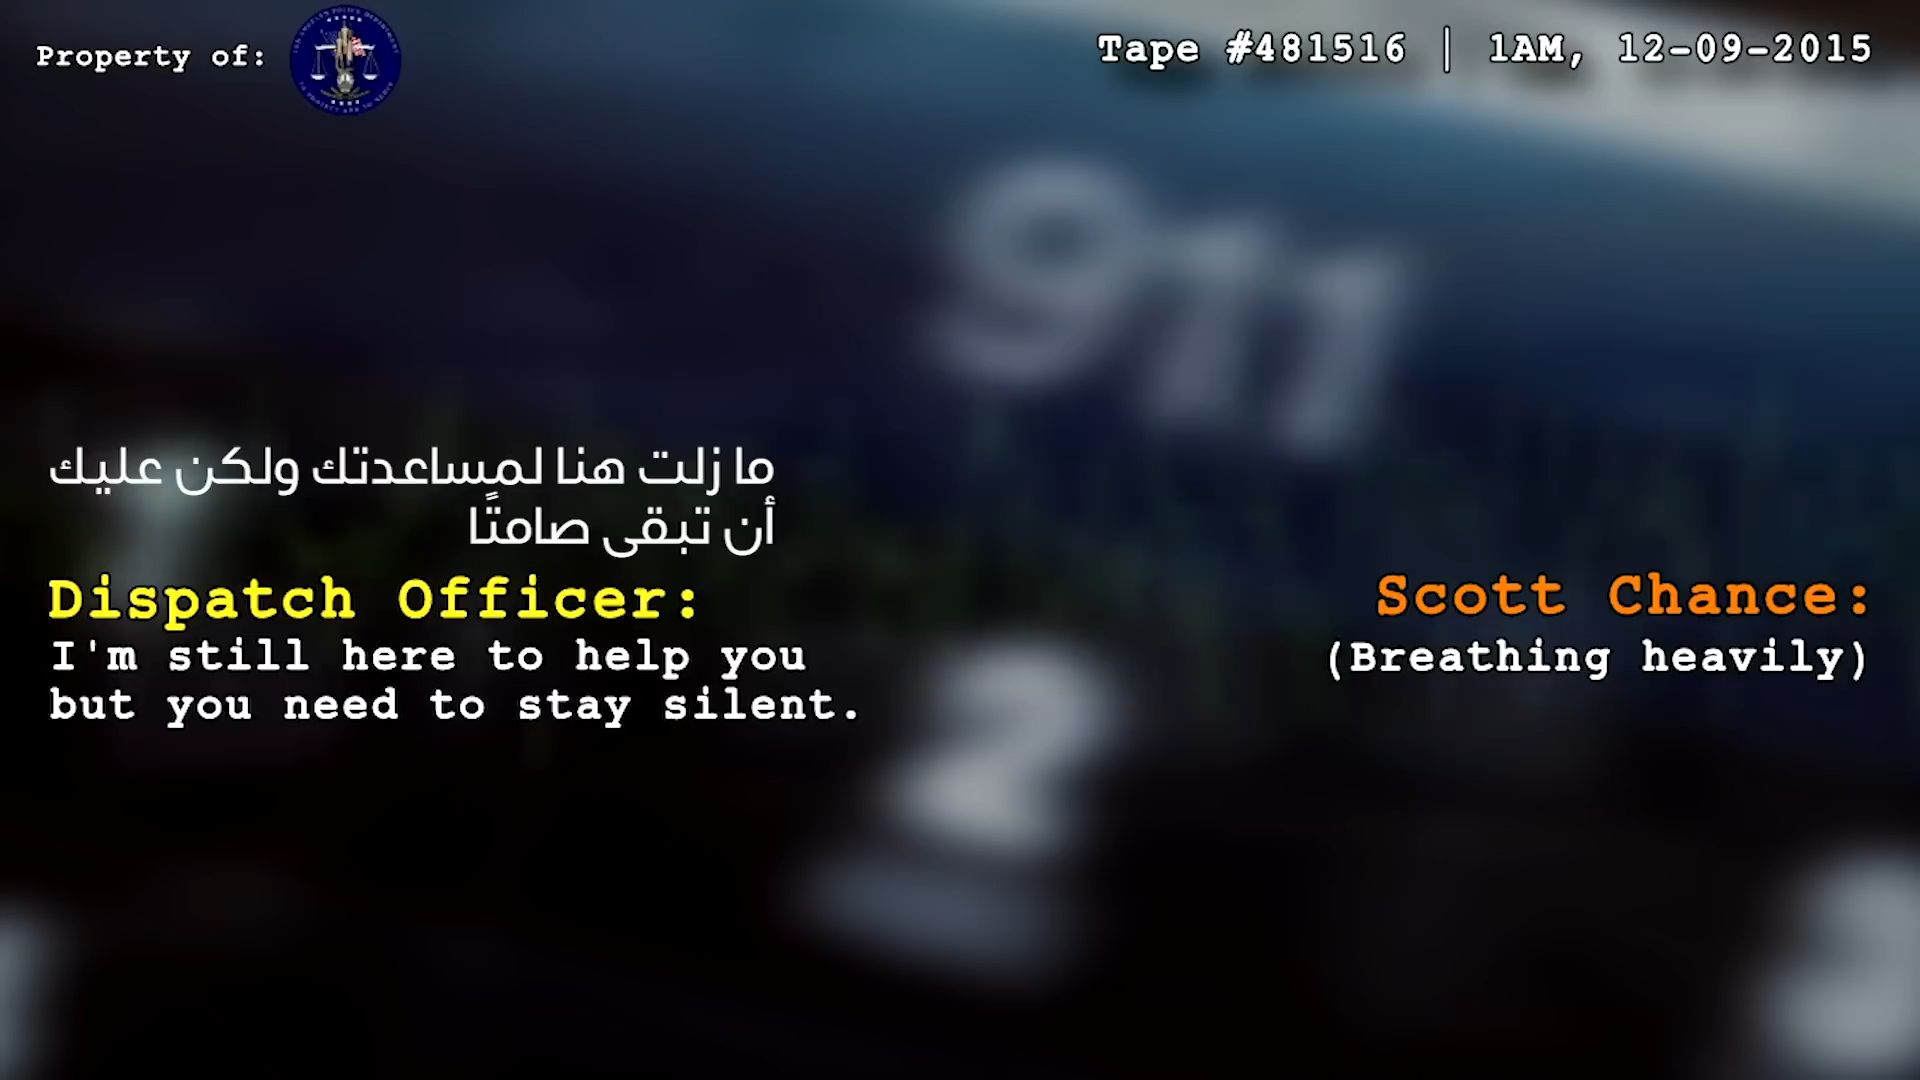 Property of:
Tape #481516 | 1AM, 12-09-2015
911
ما زلت هنا لمساعدتك ولكن عليك
أن تبقى صامتًا
Dispatch Officer:
I'm still here to help you
but you need to stay silent.
Scott Chance:
(Breathing heavily)
2